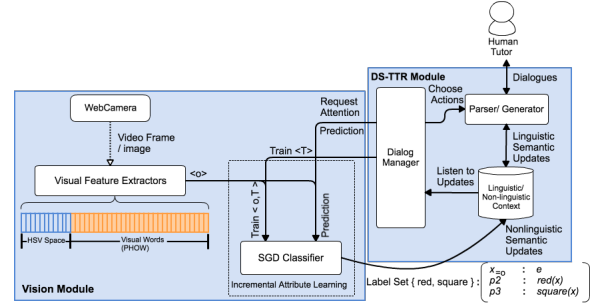 Human
Tutor
DS-TTR Module
Dialogues
Choose
Actions
WebCamera
Request
Attention
Parser/ Generator
Prediction
Video Frame
/ image
Dialog
Manager
Linguistic
Semantic
Updates
Train <T>
Listen to
Updates
Visual Feature Extractors
<o>
Linguistic/
Non-linguistic
Context
Train < o,T >
Prediction
Nonlinguistic
Semantic
Updates
HSV Space
Visual Words
(PHOW)
SGD Classifier
Incremental Attribute Learning
Vision Module
Label Set { red, square } :
x=o : e
p2 : red(x)
p3 : square(x)